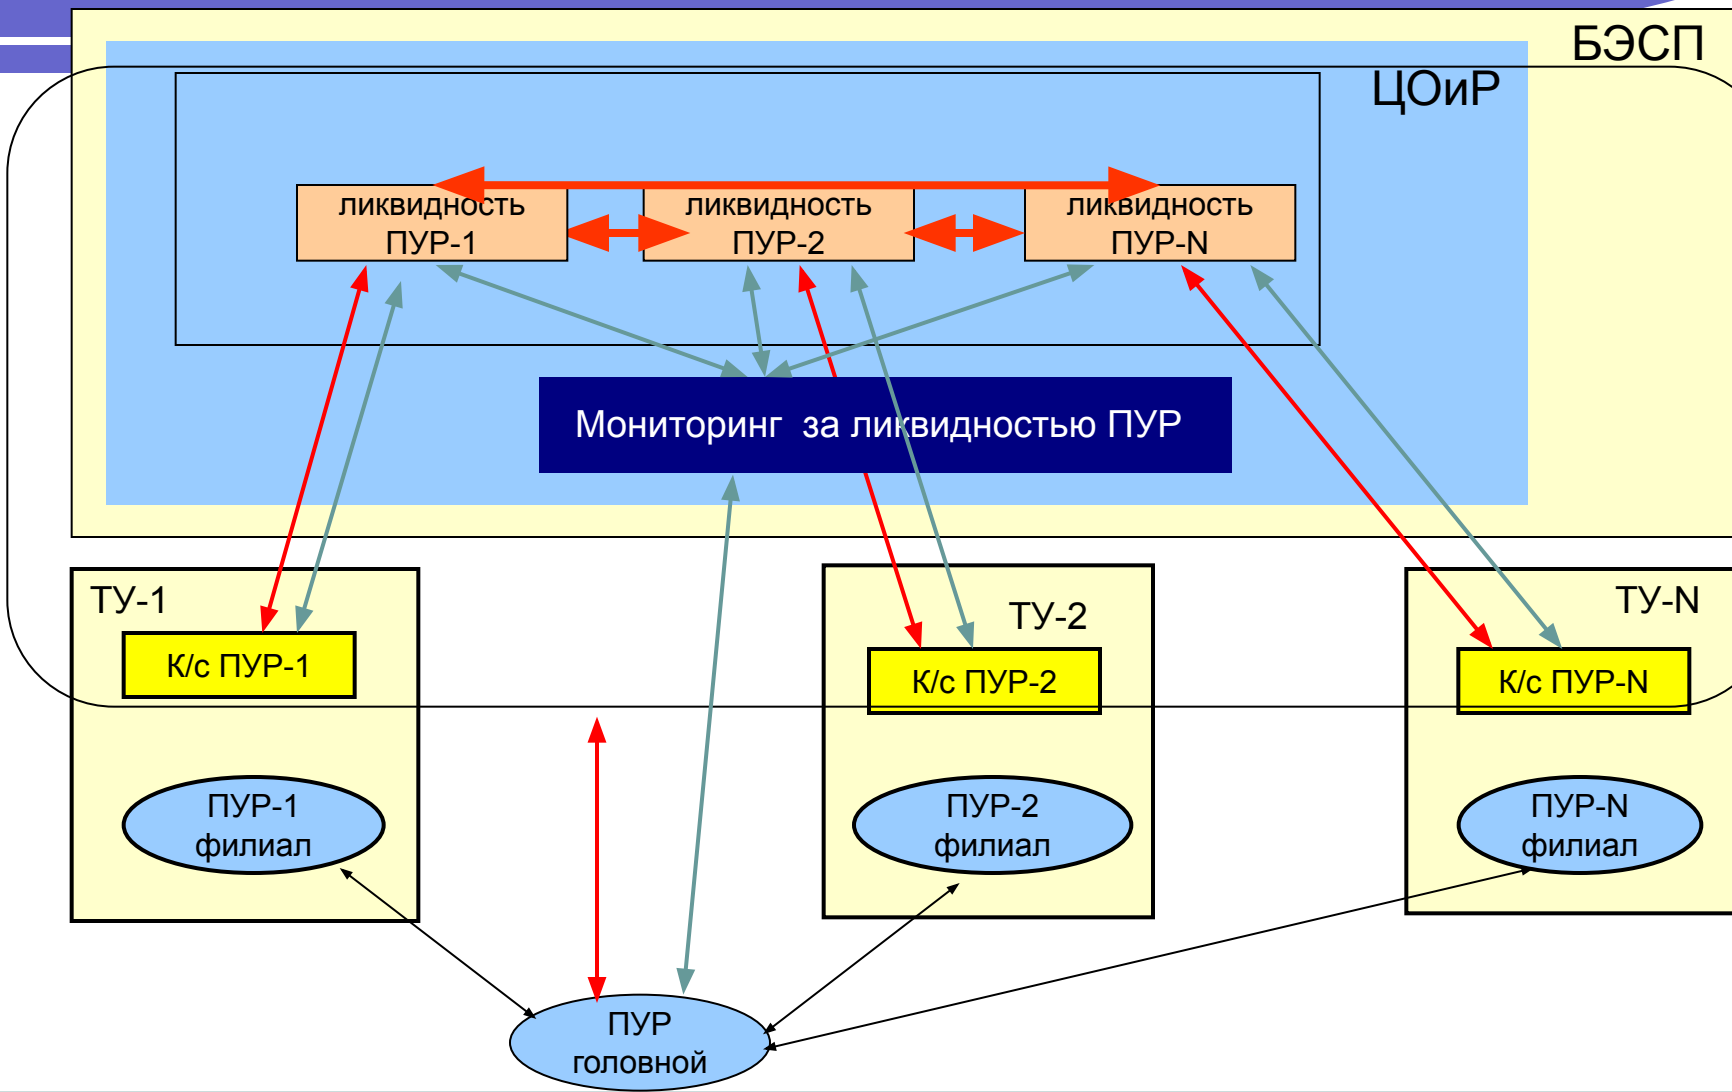 БЭСП
ЦОиР
ликвидность
ПУР-1
ликвидность
ПУР-2
ликвидность
ПУР-N
Мониторинг за ликвидностью ПУР
ТУ-1
ТУ-2
ТУ-N
К/с ПУР-1
К/с ПУР-2
К/с ПУР-N
ПУР-1
филиал
ПУР-2
филиал
ПУР-N
филиал
ПУР
головной